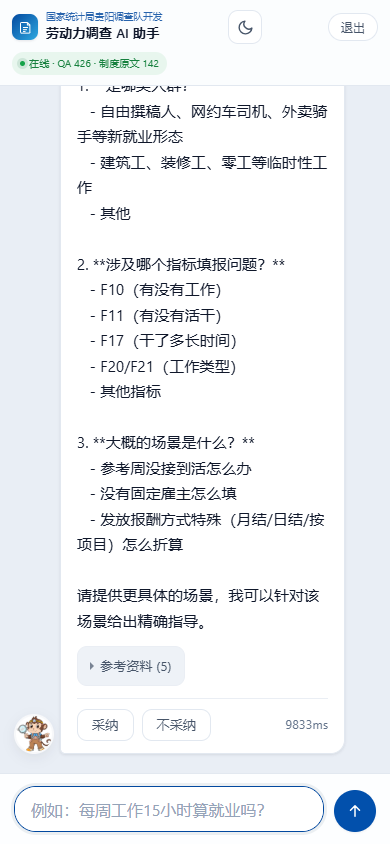 国家统计局贵阳调查队开发
劳动力调查 AI 助手
退出
在线 · QA 426 · 制度原文 142
- 自由撰稿人、网约车司机、外卖骑
手等新就业形态
- 建筑工、装修工、零工等临时性工
作
- 其他
2. **涉及哪个指标填报问题？**
- F10（有没有工作）
- F11（有没有活干）
- F17（干了多长时间）
- F20/F21（工作类型）
- 其他指标
3. **大概的场景是什么？**
- 参考周没接到活怎么办
- 没有固定雇主怎么填
- 发放报酬方式特殊（月结/日结/按
项目）怎么折算
请提供更具体的场景，我可以针对该
场景给出精确指导。
参考资料 (5)
采纳
不采纳
9833ms
例如：每周工作15小时算就业吗？